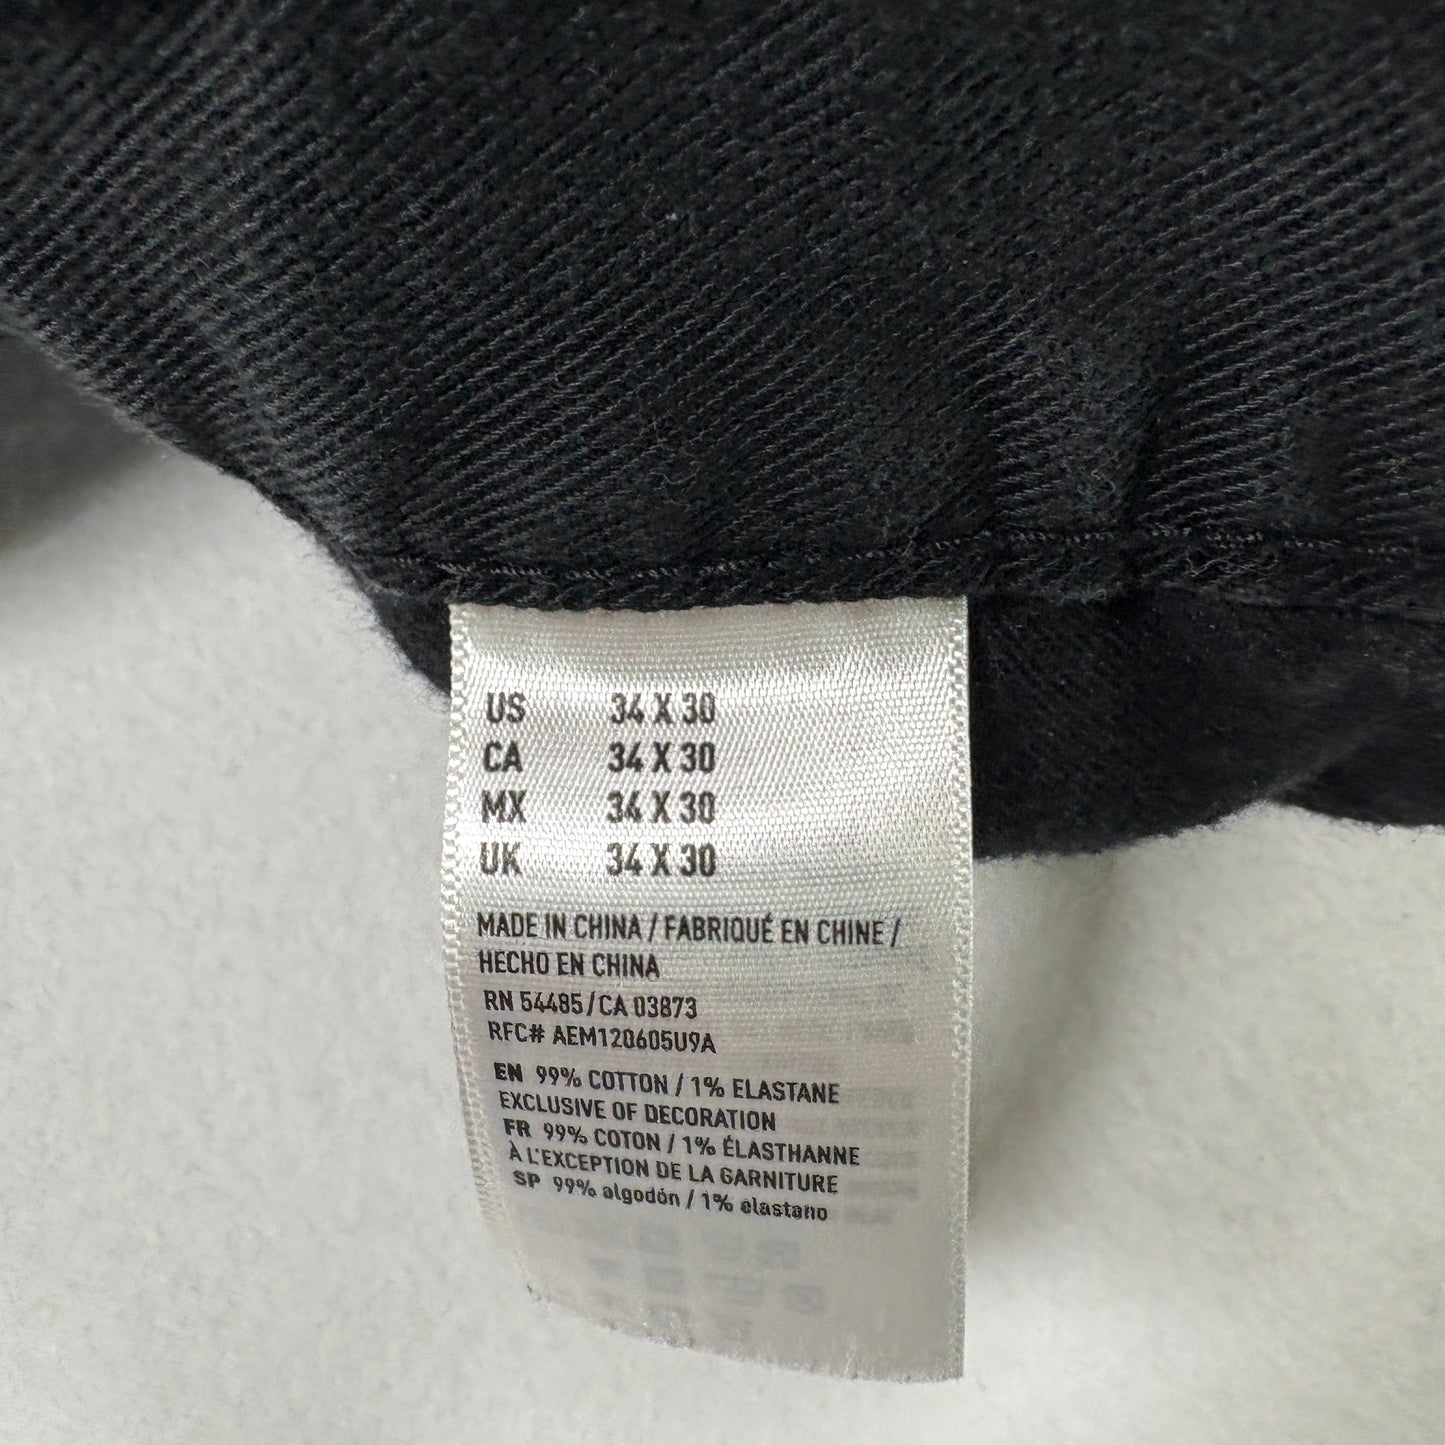 US 34 X 30
CA 34 X 30
MX 34 X 30
UK 34 X 30
MADE IN CHINA / FABRIQUÉ EN CHINE /
HECHO EN CHINA
RN 54485/CA 03873
RFC# AEM120605U9A
EN 99% COTTON / 1% ELASTANE
EXCLUSIVE OF DECORATION
FR 99% COTON / 1% ÉLASTHANNE
À L'EXCEPTION DE LA GARNITURE
SP 99% algodón / 1% elastano